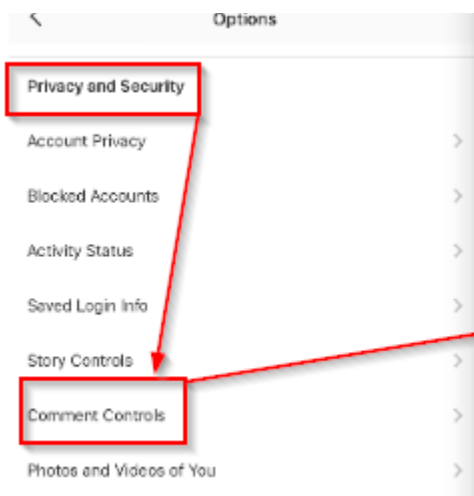 Options
Privacy and Security
Account Privacy
Blocked Accounts
Activity Status
Saved Login Info
Story Controls
Comment Controls
Photos and Videos of You